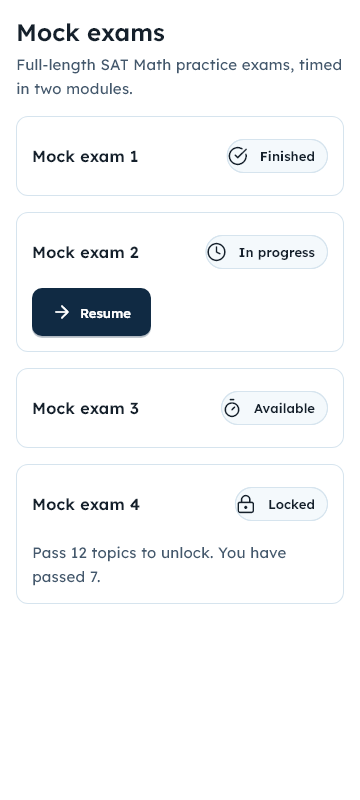 Mock exams
Full-length SAT Math practice exams, timed
in two modules.
Mock exam 1
Finished
Mock exam 2
In progress
Resume
Mock exam 3
Available
Mock exam 4
Locked
Pass 12 topics to unlock. You have
passed 7.